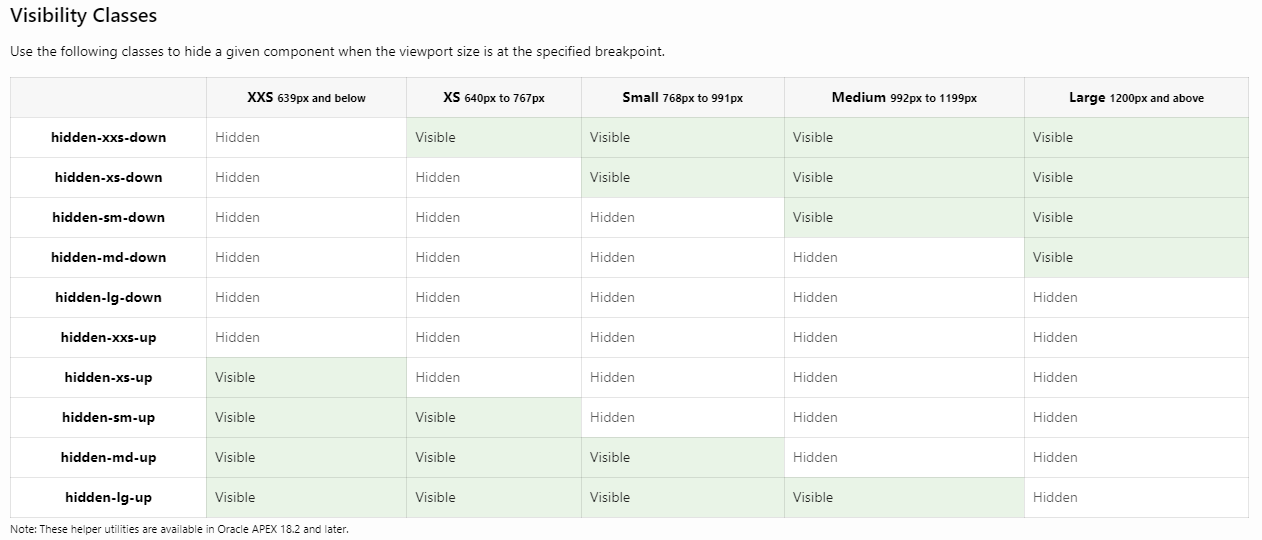 Visibility Classes
Use the following classes to hide a given component when the viewport size is at the specified breakpoint.
XXS 639px and below XS 640px to 767px Small 768px to 991px Medium 992px to 1199px Large 1200px and above
hidden-xxs-down Hidden Visible Visible Visible Visible
hidden-xs-down Hidden Hidden Visible Visible Visible
hidden-sm-down Hidden Hidden Hidden Visible Visible
hidden-md-down Hidden Hidden Hidden Hidden Visible
hidden-lg-down Hidden Hidden Hidden Hidden Hidden
hidden-xxs-up Hidden Hidden Hidden Hidden Hidden
hidden-xs-up Visible Hidden Hidden Hidden Hidden
hidden-sm-up Visible Visible Hidden Hidden Hidden
hidden-md-up Visible Visible Visible Hidden Hidden
hidden-lg-up Visible Visible Visible Visible Hidden
Note: These helper utilities are available in Oracle APEX 18.2 and later.